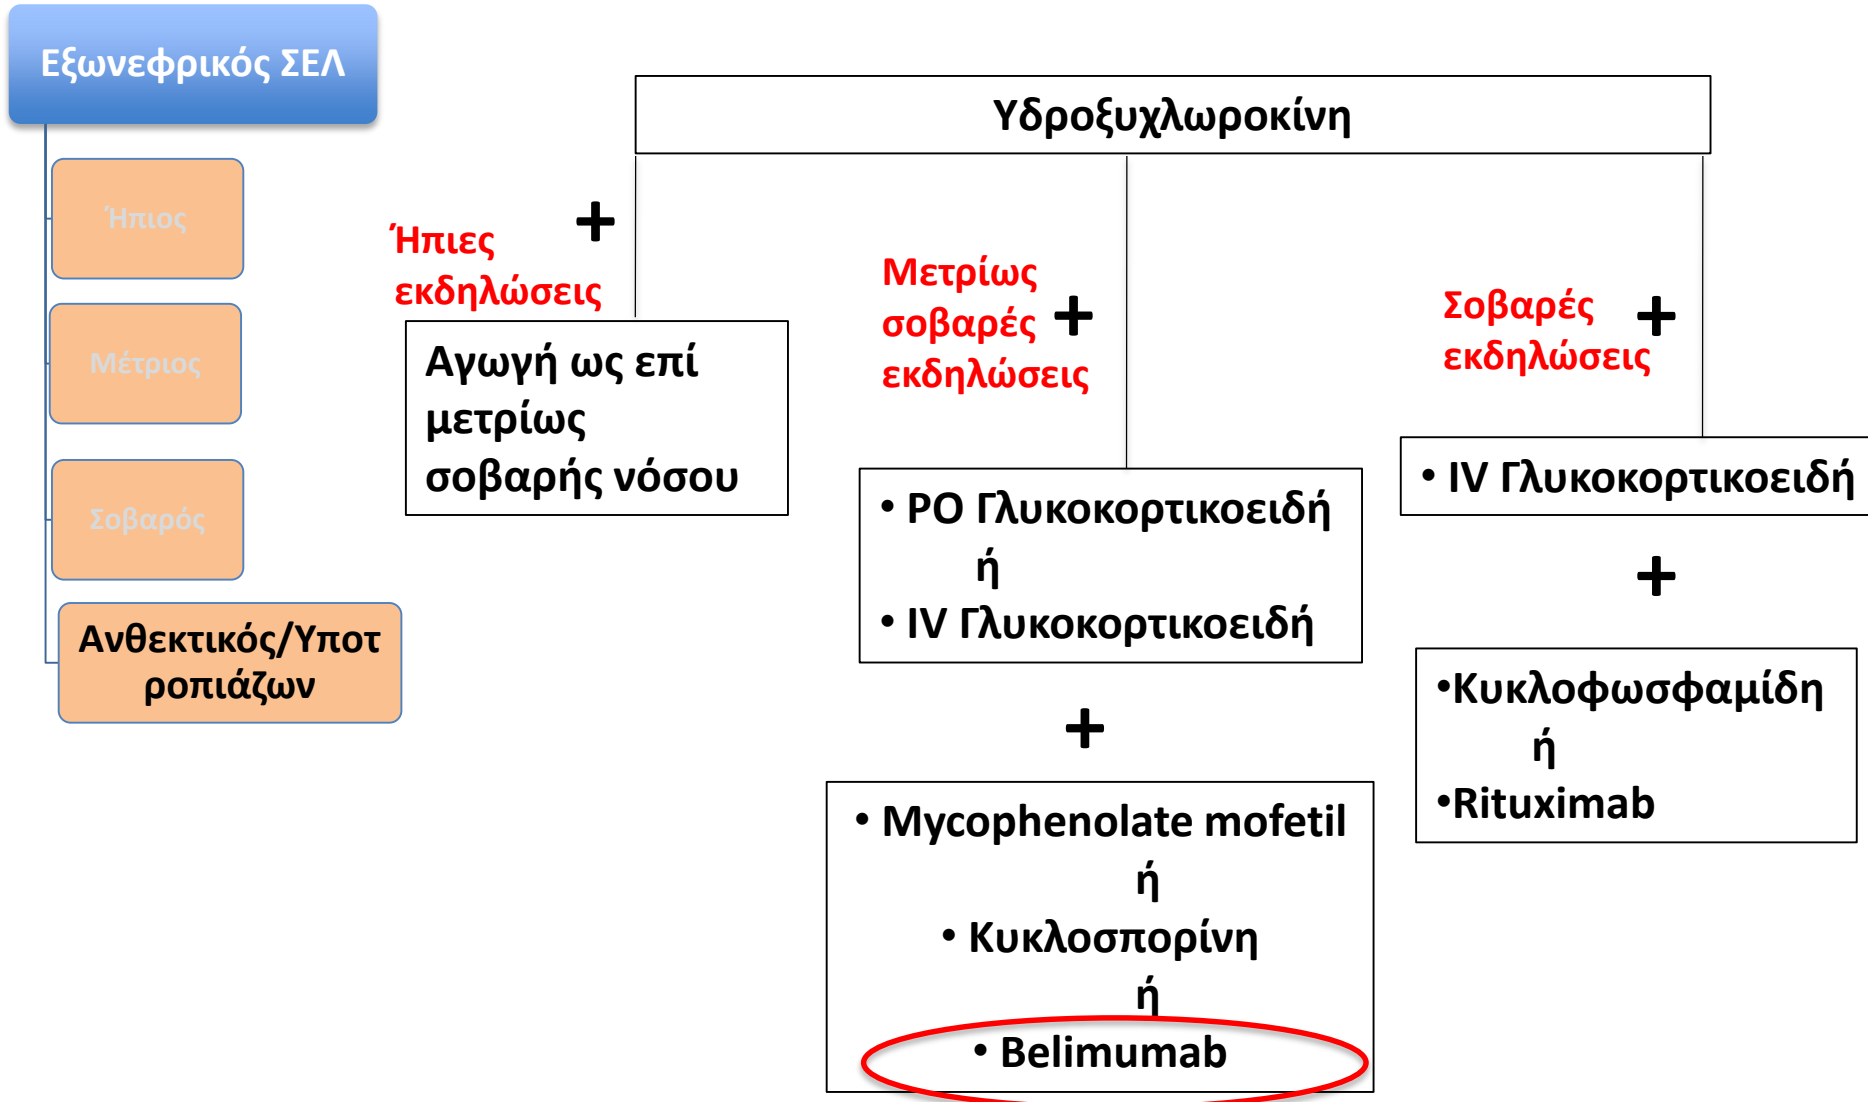 Εξωνεφρικός ΣΕΛ
Ήπιος
Μέτριος
Σοβαρός
Ανθεκτικός/Υποτ
ροπιάζων
Υδροξυχλωροκίνη
+
Ήπιες
εκδηλώσεις
Αγωγή ως επί
μετρίως
σοβαρής νόσου
Μετρίως
σοβαρές
εκδηλώσεις
+
• PO Γλυκοκορτικοειδή
ή
• IV Γλυκοκορτικοειδή
+
• Mycophenolate mofetil
ή
• Κυκλοσπορίνη
ή
• Belimumab
Σοβαρές
εκδηλώσεις
+
• IV Γλυκοκορτικοειδή
+
•Κυκλοφωσφαμίδη
ή
•Rituximab